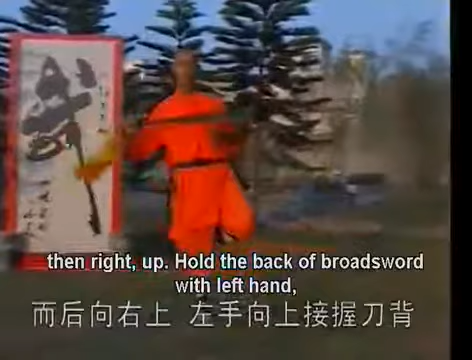 武
then right, up. Hold the back of broadsword
with left hand,
而后向右上 左手向上接握刀背